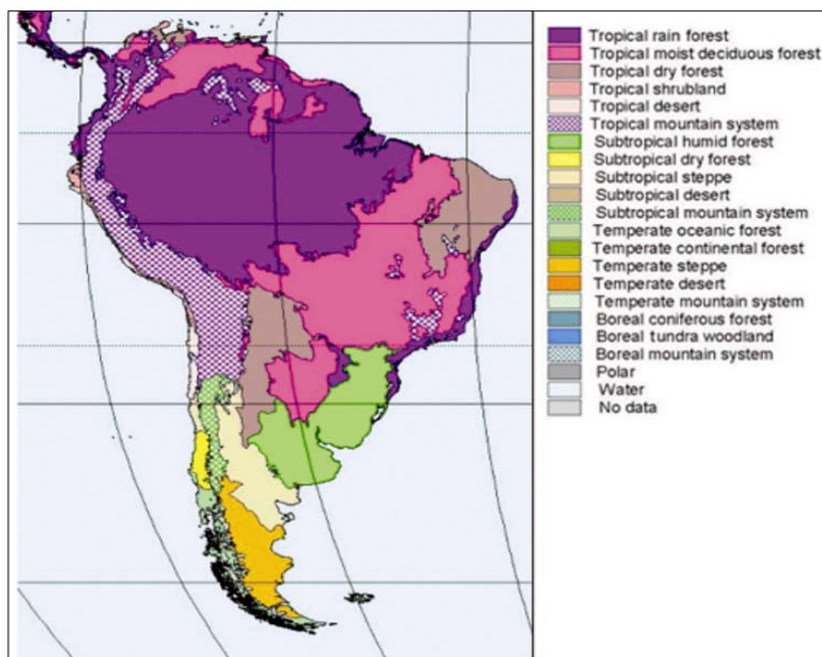 Tropical rain forest
Tropical moist deciduous forest
Tropical dry forest
Tropical shrubland
Tropical desert
Tropical mountain system
Subtropical humid forest
Subtropical dry forest
Subtropical steppe
Subtropical desert
Subtropical mountain system
Temperate oceanic forest
Temperate continental forest
Temperate steppe
Temperate desert
Temperate mountain system
Boreal coniferous forest
Boreal tundra woodland
Boreal mountain system
Polar
Water
No data